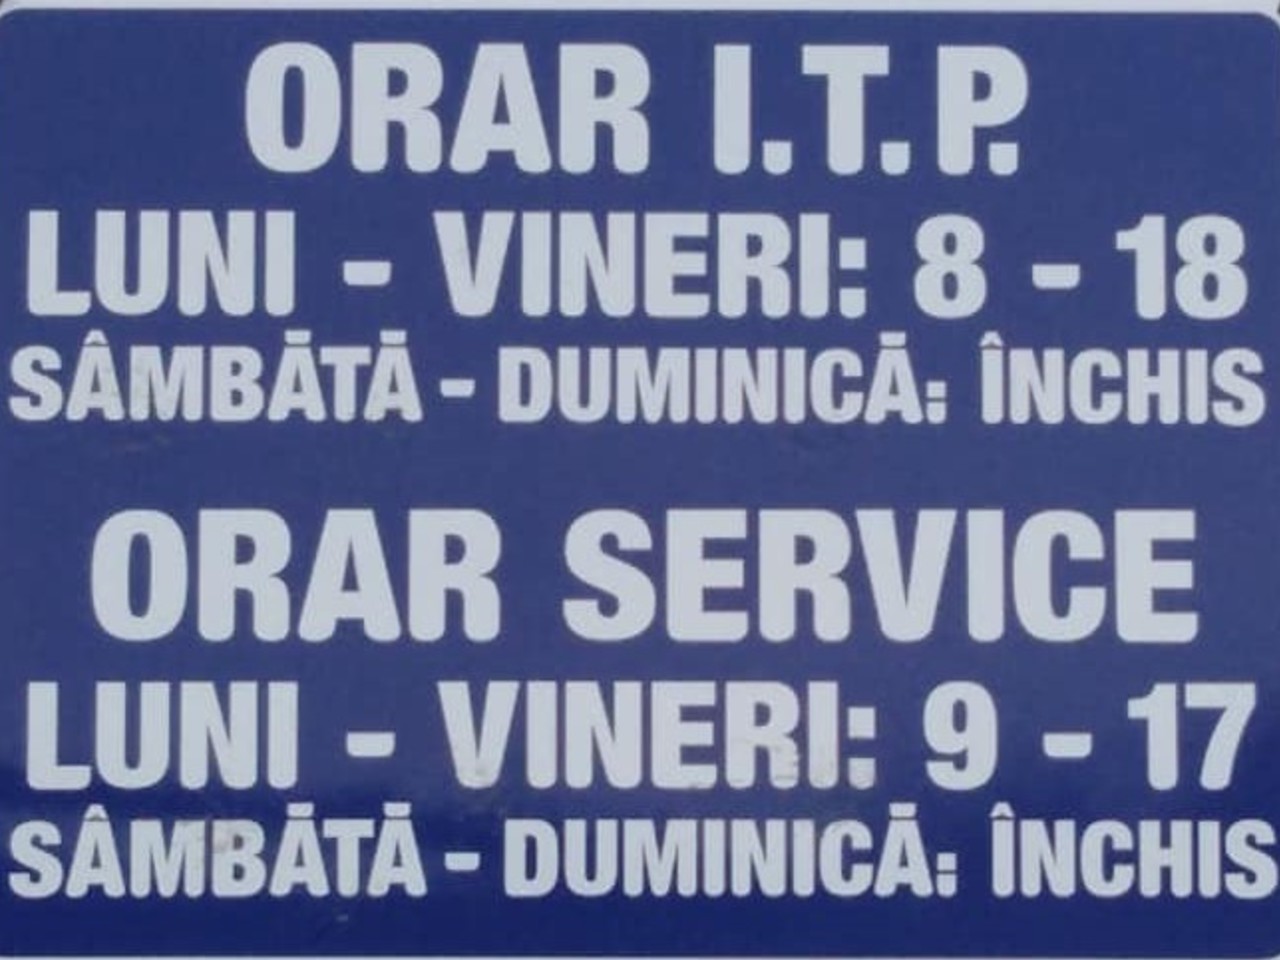 ORAR I.T.P.
LUNI - VINERI: 8 - 18
SÂMBĂTĂ - DUMINICĂ: ÎNCHIS
ORAR SERVICE
LUNI - VINERI: 9 - 17
SÂMBĂTĂ - DUMINICĂ: ÎNCHIS